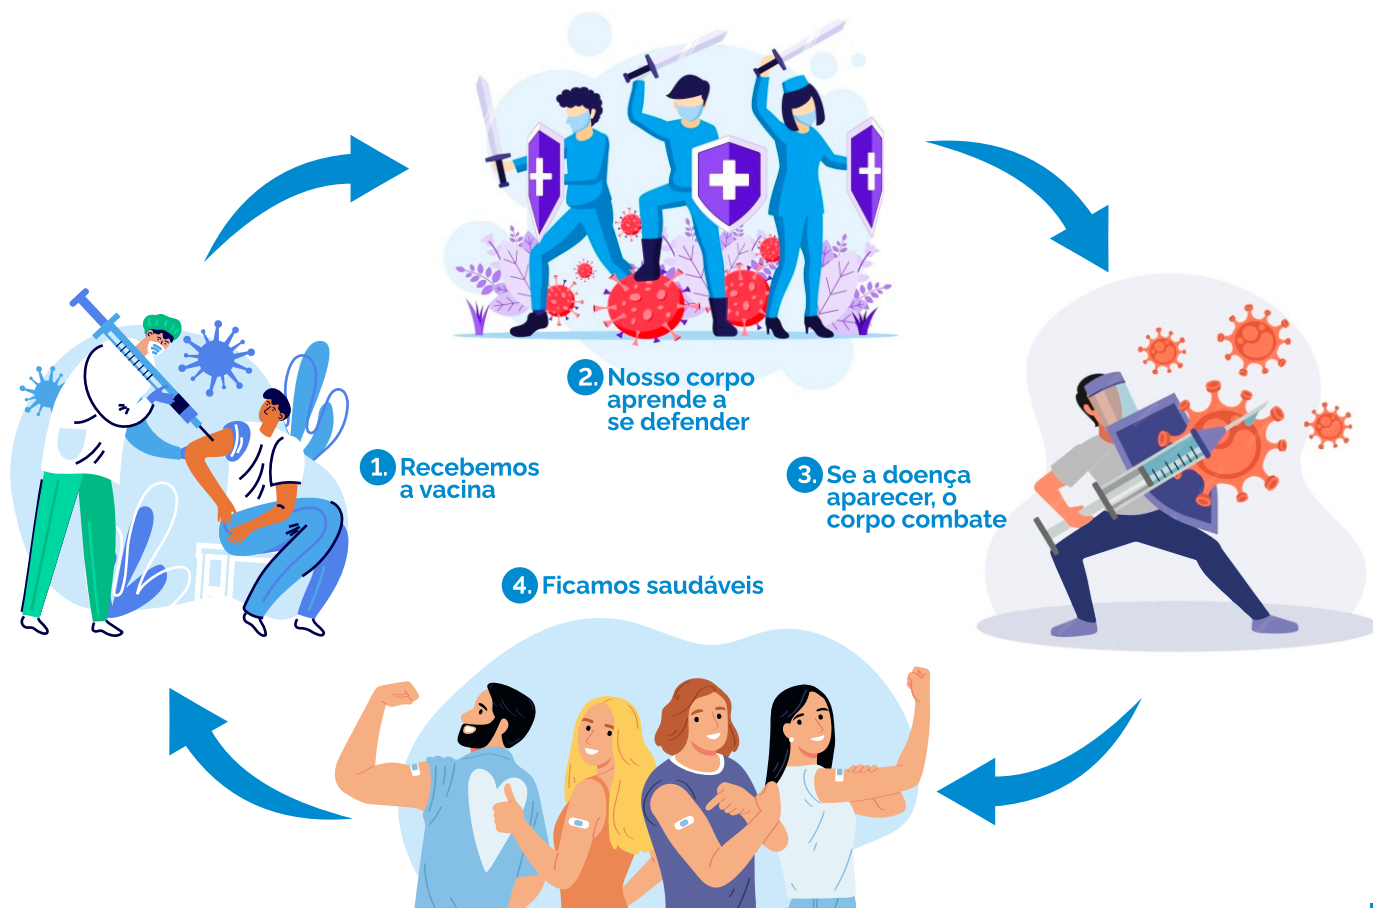 1. Recebemos
a vacina
2. Nosso corpo
aprende a
se defender
3. Se a doença
aparecer, o
corpo combate
4. Ficamos saudáveis